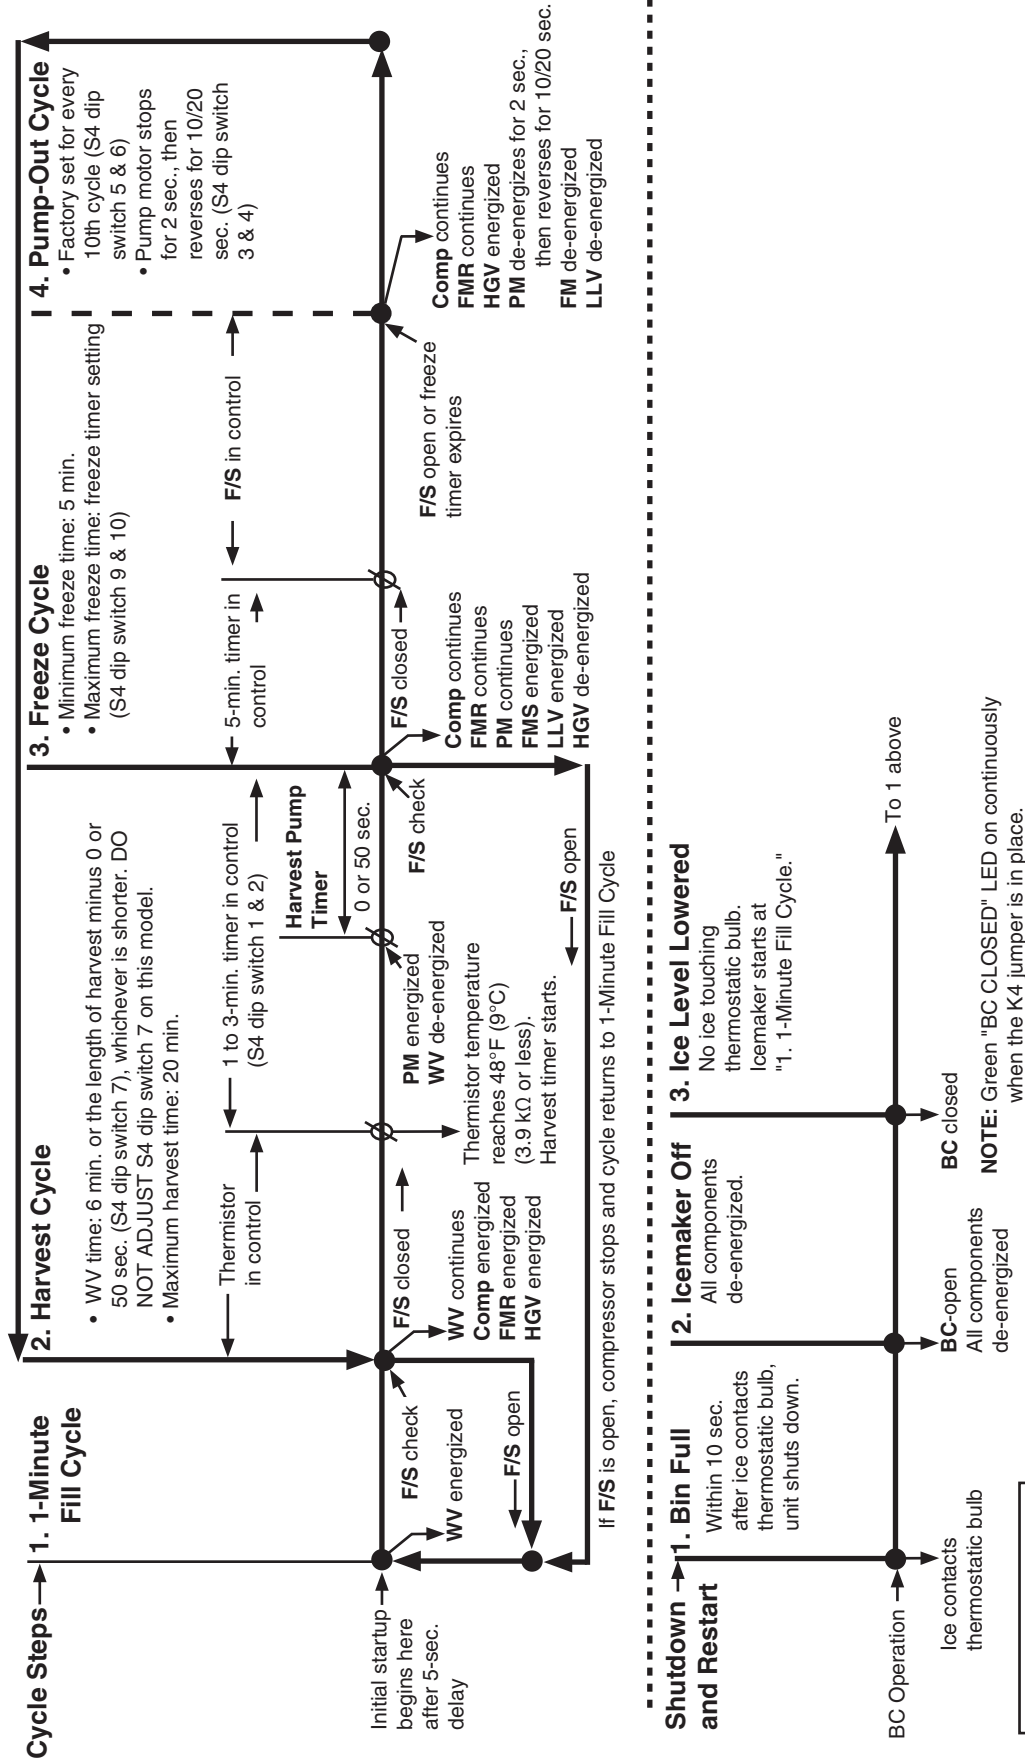 Cycle Steps
1. 1-Minute
Fill Cycle
2. Harvest Cycle
• WV time: 6 min. or the length of harvest minus 0 or
50 sec. (S4 dip switch 7), whichever is shorter. DO
NOT ADJUST S4 dip switch 7 on this model.
• Maximum harvest time: 20 min.
3. Freeze Cycle
• Minimum freeze time: 5 min.
• Maximum freeze time: freeze timer setting
(S4 dip switch 9 & 10)
4. Pump-Out Cycle
• Factory set for every
10th cycle (S4 dip
switch 5 & 6)
• Pump motor stops
for 2 sec., then
reverses for 10/20
sec. (S4 dip switch
3 & 4)
Thermistor
in control
1 to 3-min. timer in control
(S4 dip switch 1 & 2)
5-min. timer in
control
F/S in control
Harvest Pump
Timer
0 or 50 sec.
Initial startup
begins here
after 5-sec.
delay
WV energized
F/S check
F/S closed
WV continues
Comp energized
FMR energized
HGV energized
F/S open
Thermistor temperature
reaches 48°F (9°C)
(3.9 kΩ or less).
Harvest timer starts.
PM energized
WV de-energized
F/S check
F/S closed
Comp continues
FMR continues
PM continues
FMS energized
LLV energized
HGV de-energized
F/S open
F/S open or freeze
timer expires
Comp continues
FMR continues
HGV energized
PM de-energizes for 2 sec.,
then reverses for 10/20 sec.
FM de-energized
LLV de-energized
If F/S is open, compressor stops and cycle returns to 1-Minute Fill Cycle
Shutdown
and Restart
1. Bin Full
Within 10 sec.
after ice contacts
thermostatic bulb,
unit shuts down.
2. Icemaker Off
All components
de-energized.
3. Ice Level Lowered
No ice touching
thermostatic bulb.
Icemaker starts at
"1. 1-Minute Fill Cycle."
BC Operation
To 1 above
Ice contacts
thermostatic bulb
BC-open
All components
de-energized
BC closed
NOTE: Green "BC CLOSED" LED on continuously
when the K4 jumper is in place.